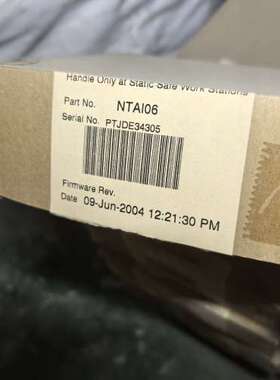 Handle Only at Static Safe Work Stations
Part No. NTAI06
Serial No. PTJDE34305
Firmware Rev.
Date 09-Jun-2004 12:21:30 PM